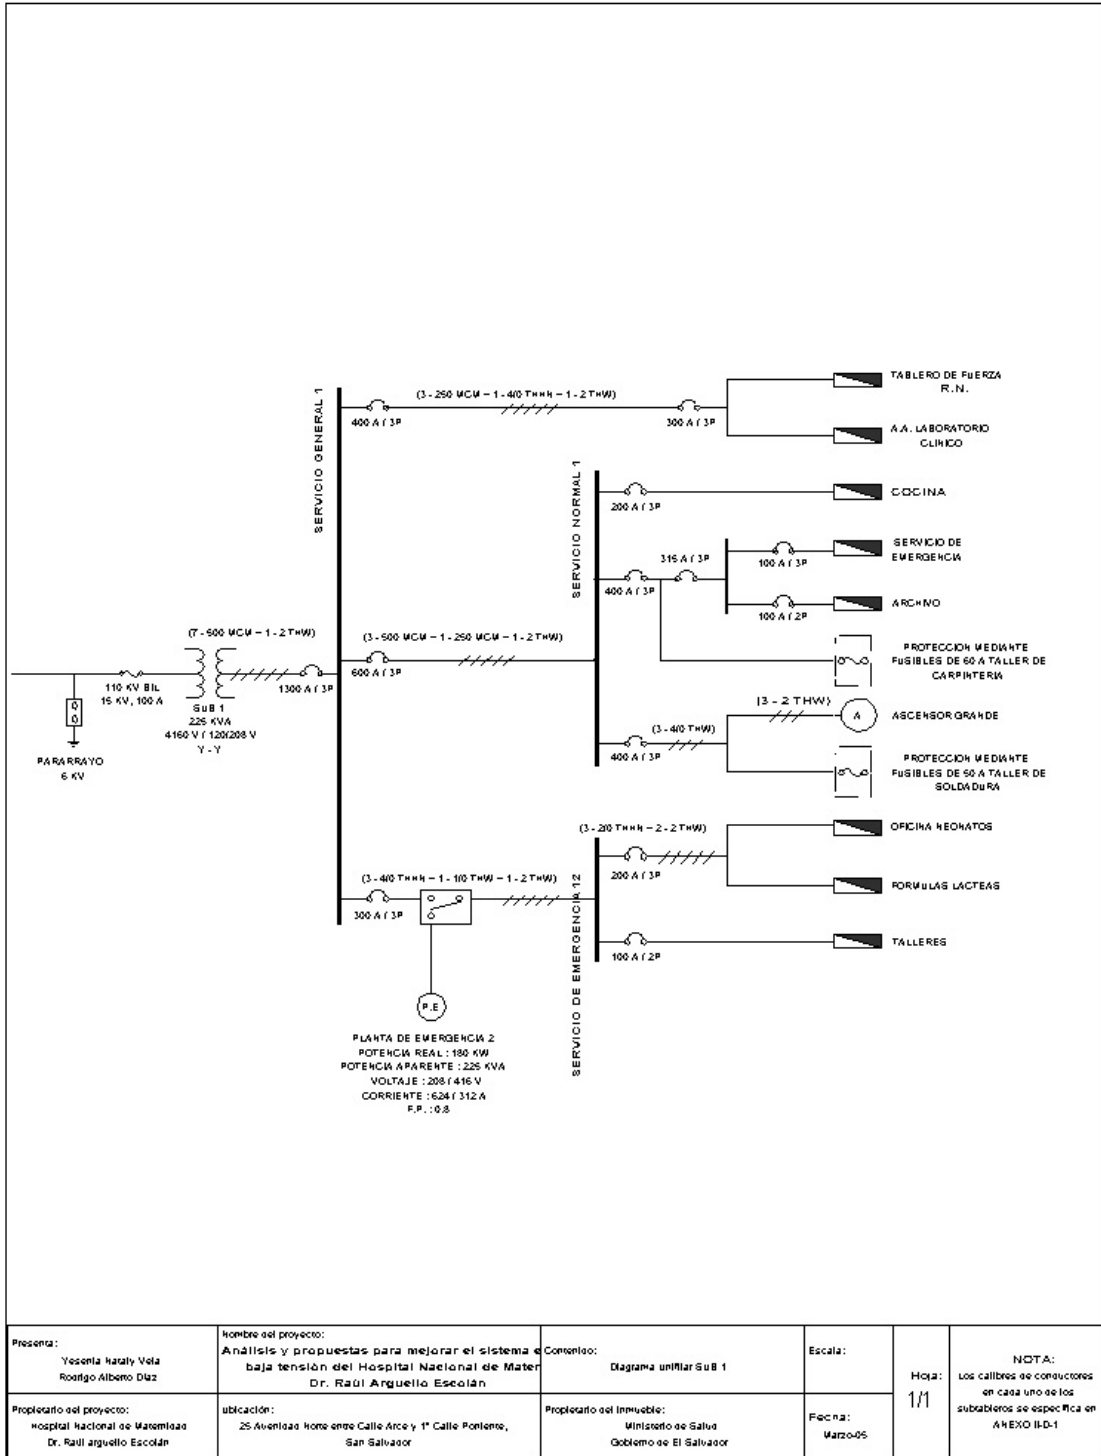 TABLERO DE FUERZA
R.N.
(3 - 250 MCM - 1 - 4/0 THHN - 1 - 2 THW)
400 A / 3P
300 A / 3P
A.A. LABORATORIO
CLINICO
SERVICIO GENERAL 1
SERVICIO NORMAL 1
COCINA
200 A / 3P
SERVICIO DE
EMERGENCIA
315 A / 3P
100 A / 3P
400 A / 3P
ARCHIVO
100 A / 2P
(7 - 500 MCM - 1 - 2 THW)
(3 - 500 MCM - 1 - 250 MCM - 1 - 2 THW)
600 A / 3P
PROTECCION MEDIANTE
FUSIBLES DE 60 A TALLER DE
CARPINTERIA
110 KV BIL
15 KV, 100 A
1300 A / 3P
SUB 1
225 KVA
4160 V / 120/208 V
Y - Y
PARARRAYO
6 KV
(3 - 2 THW)
A
ASCENSOR GRANDE
(3 - 4/0 THW)
400 A / 3P
PROTECCION MEDIANTE
FUSIBLES DE 50 A TALLER DE
SOLDADURA
(3 - 2/0 THHN - 2 - 2 THW)
OFICINA NEONATOS
200 A / 3P
FORMULAS LACTEAS
(3 - 4/0 THHN - 1 - 1/0 THW - 1 - 2 THW)
300 A / 3P
SERVICIO DE EMERGENCIA 12
TALLERES
100 A / 2P
P.E
PLANTA DE EMERGENCIA 2
POTENCIA REAL : 180 KW
POTENCIA APARENTE : 225 KVA
VOLTAJE : 208 / 416 V
CORRIENTE : 624 / 312 A
F.P. : 0.8
Presenta:
Yesenia Nataly Vela
Rodrigo Alberto Díaz
Nombre del proyecto:
Análisis y propuestas para mejorar el sistema e
baja tensión del Hospital Nacional de Mater
Dr. Raúl Arguello Escolán
Contenido:
Diagrama unifilar SUB 1
Escala:
Hoja:
1/1
NOTA:
Los calibres de conductores
en cada uno de los
subtableros se especifica en
ANEXO II-D-1
Propietario del proyecto:
Hospital Nacional de Maternidad
Dr. Raúl arguello Escolán
ubicación:
25 Avenidad Norte entre Calle Arce y 1° Calle Poniente,
San Salvador
Propietario del Inmueble:
Ministerio de Salud
Gobierno de El Salvador
Fecha:
Marzo-05